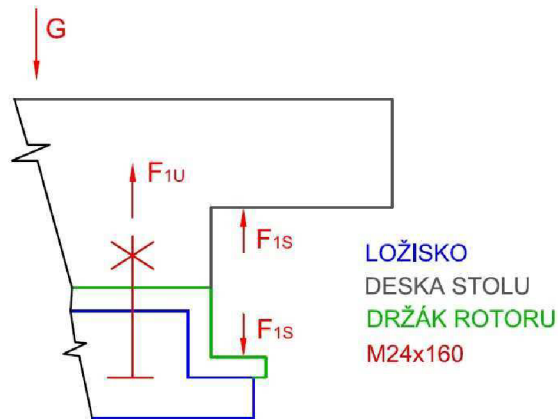 G
F1U
F1S
F1S
LOŽISKO
DESKA STOLU
DRŽÁK ROTORU
M24x160